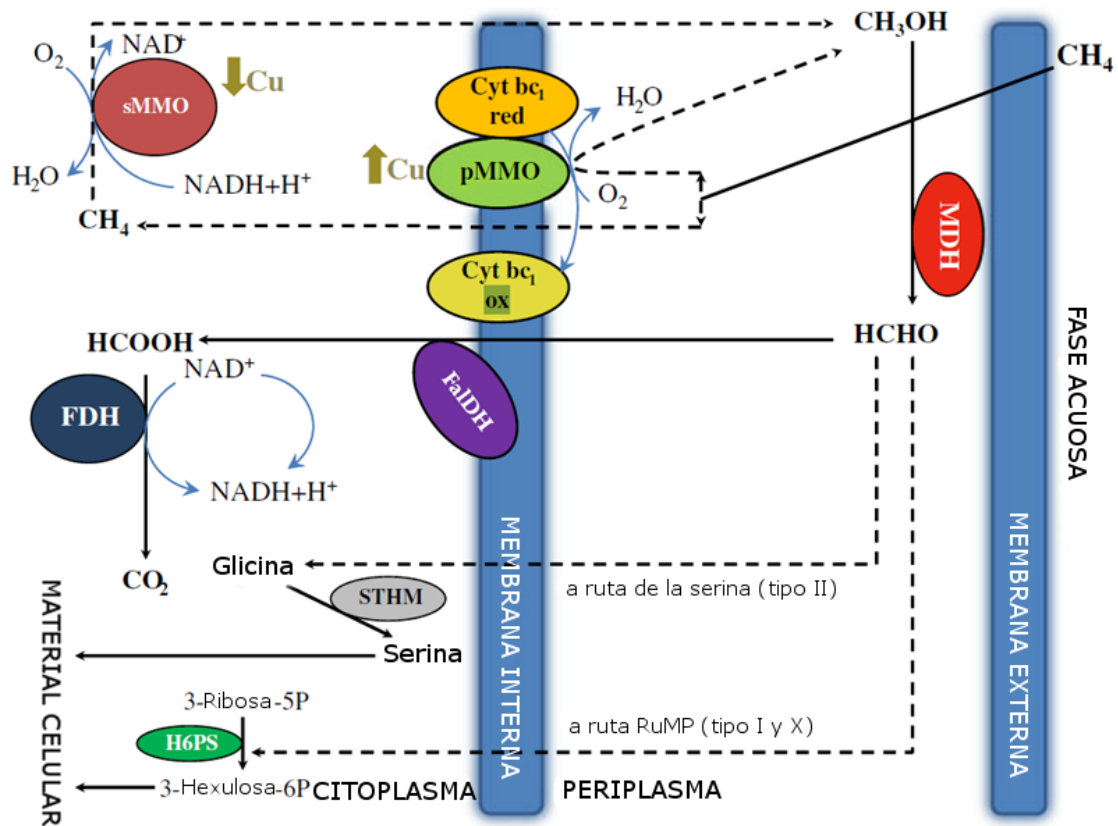 O₂
NAD⁺
sMMO
Cu
H₂O
NADH+H⁺
CH₄
Cyt bc₁
red
H₂O
pMMO
Cu
O₂
Cyt bc₁
ox
CH₃OH
CH₄
MDH
HCHO
FASE ACUOSA
HCOOH
NAD⁺
FDH
FalDH
NADH+H⁺
CO₂
Glicina
STHM
Serina
a ruta de la serina (tipo II)
3-Ribosa-5P
H6PS
3-Hexulosa-6P
a ruta RuMP (tipo I y X)
MATERIAL CELULAR
CITOPLASMA
MEMBRANA INTERNA
PERIPLASMA
MEMBRANA EXTERNA